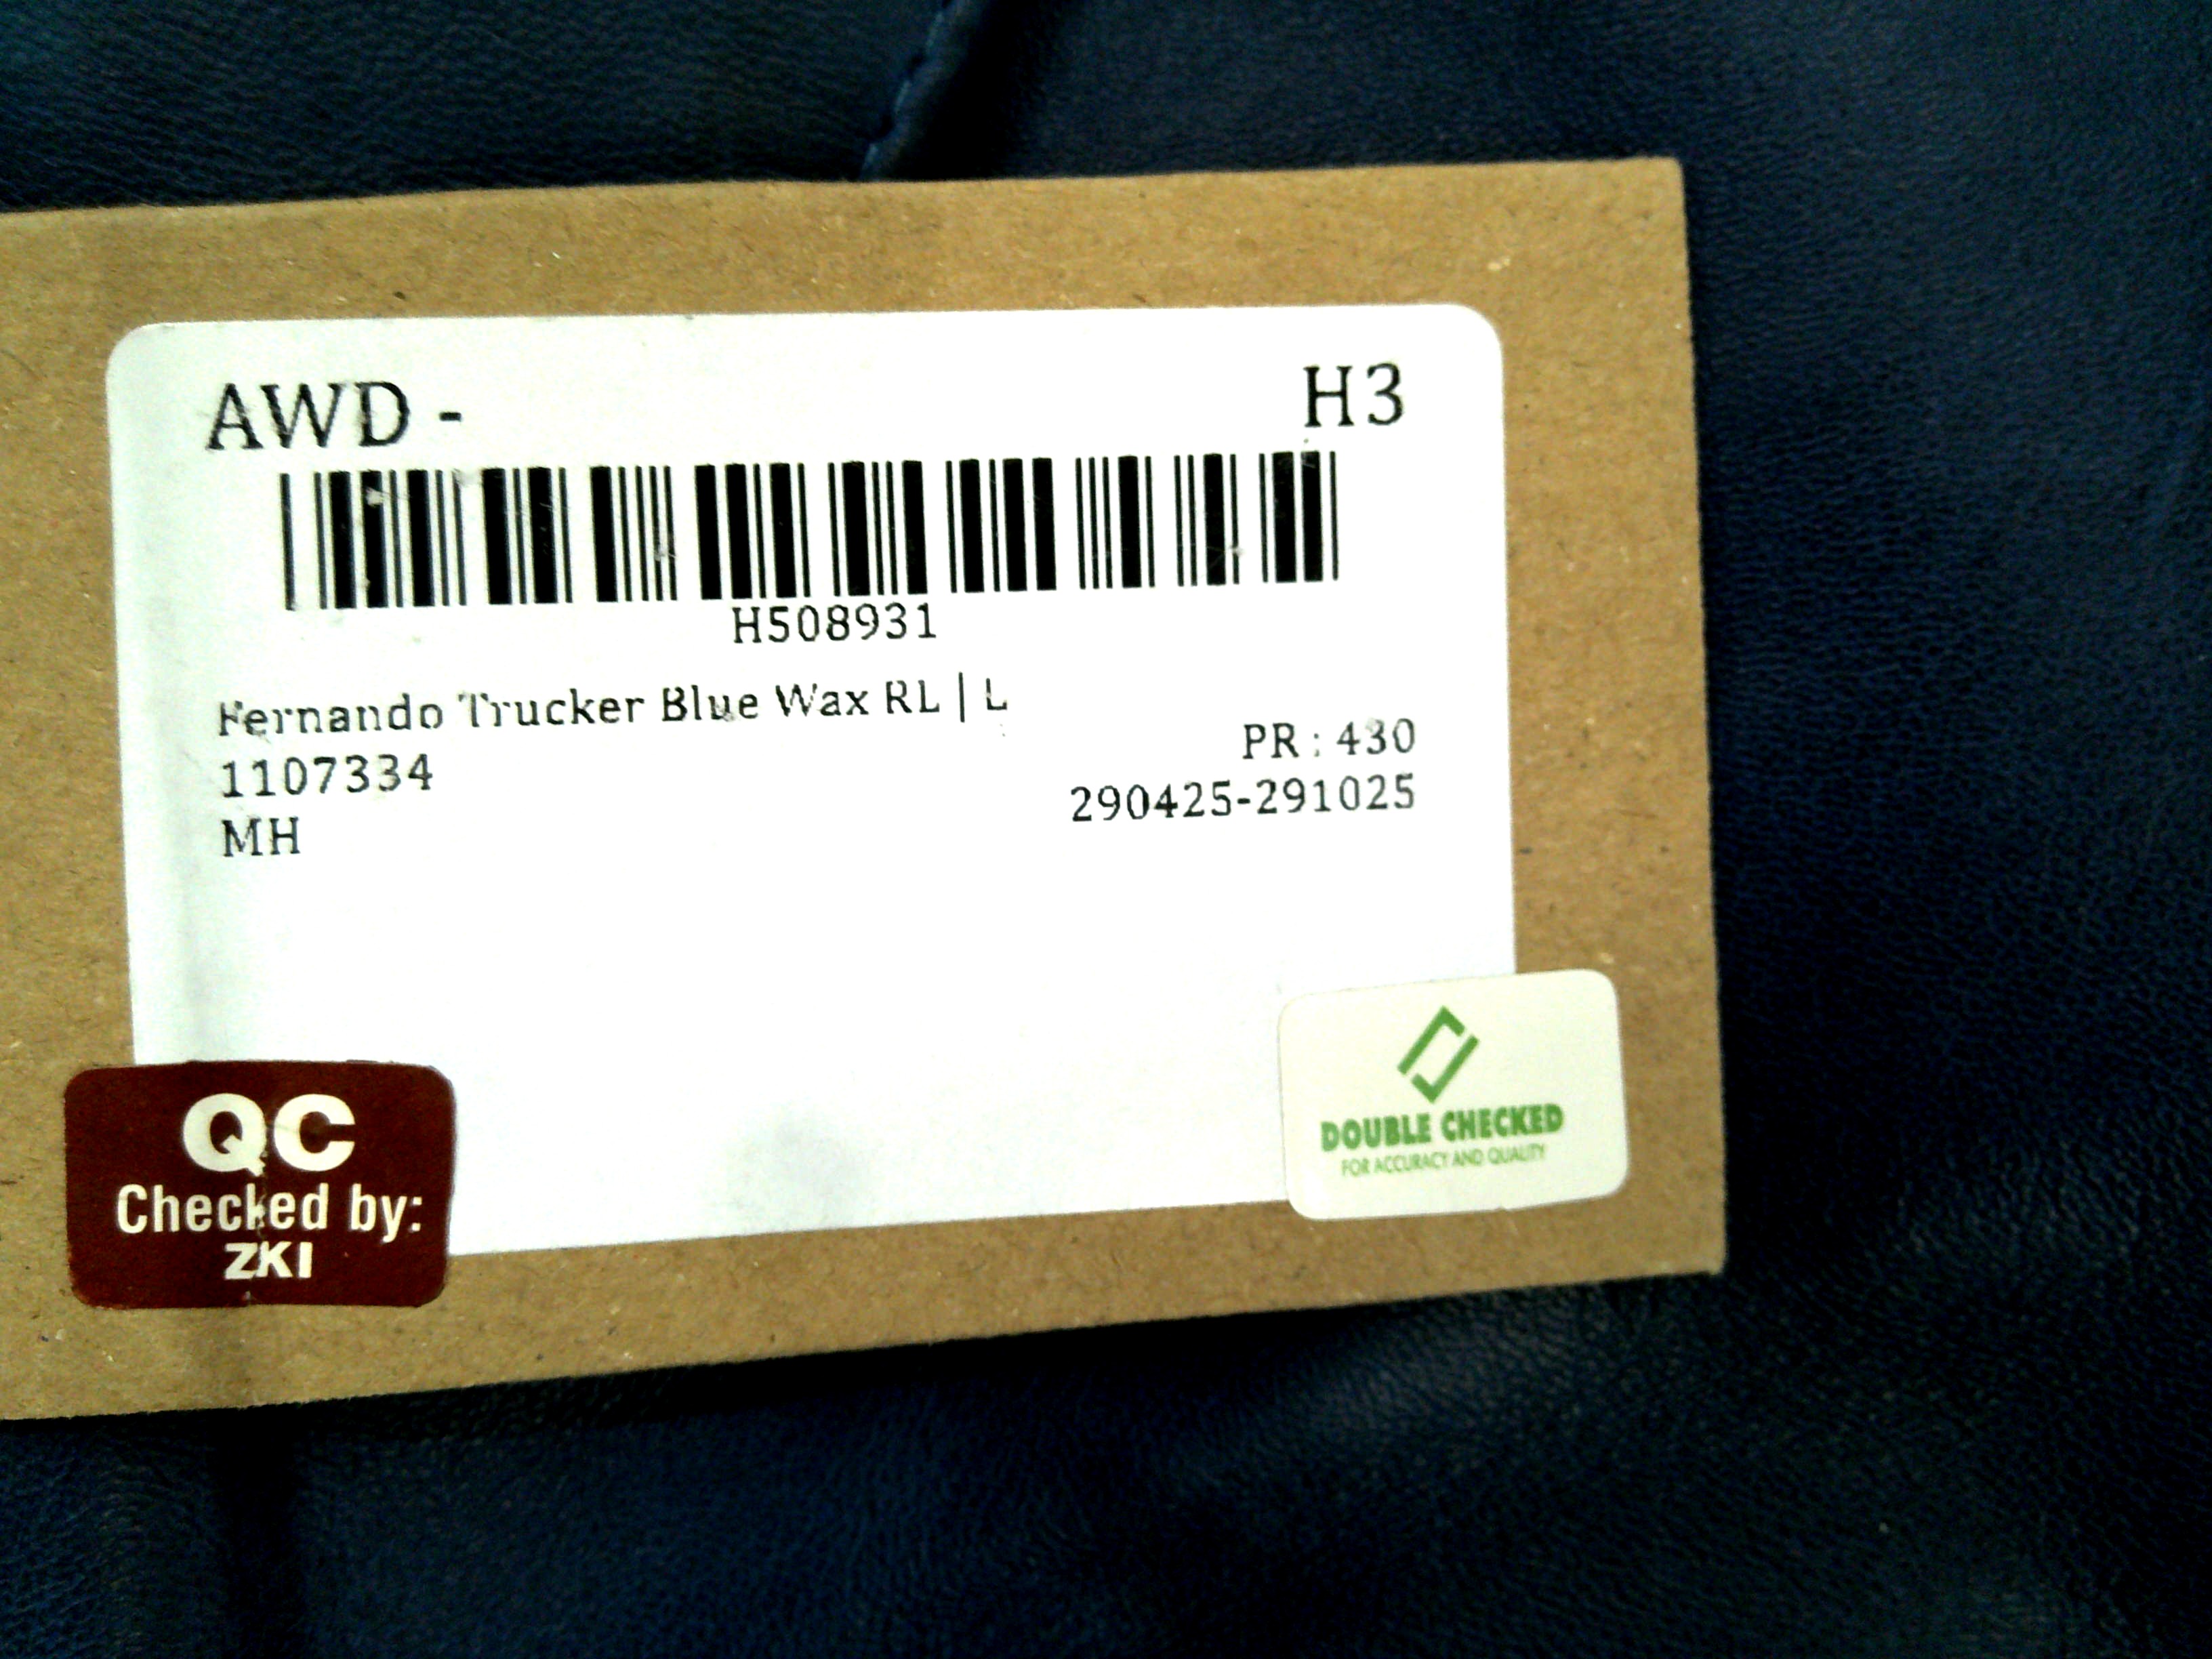 AWD - H3
H508931
Fernando Trucker Blue Wax RL | L
1107334
PR : 430
MH
290425-291025
QC
Checked by:
ZKI
DOUBLE CHECKED
FOR ACCURACY AND QUALITY